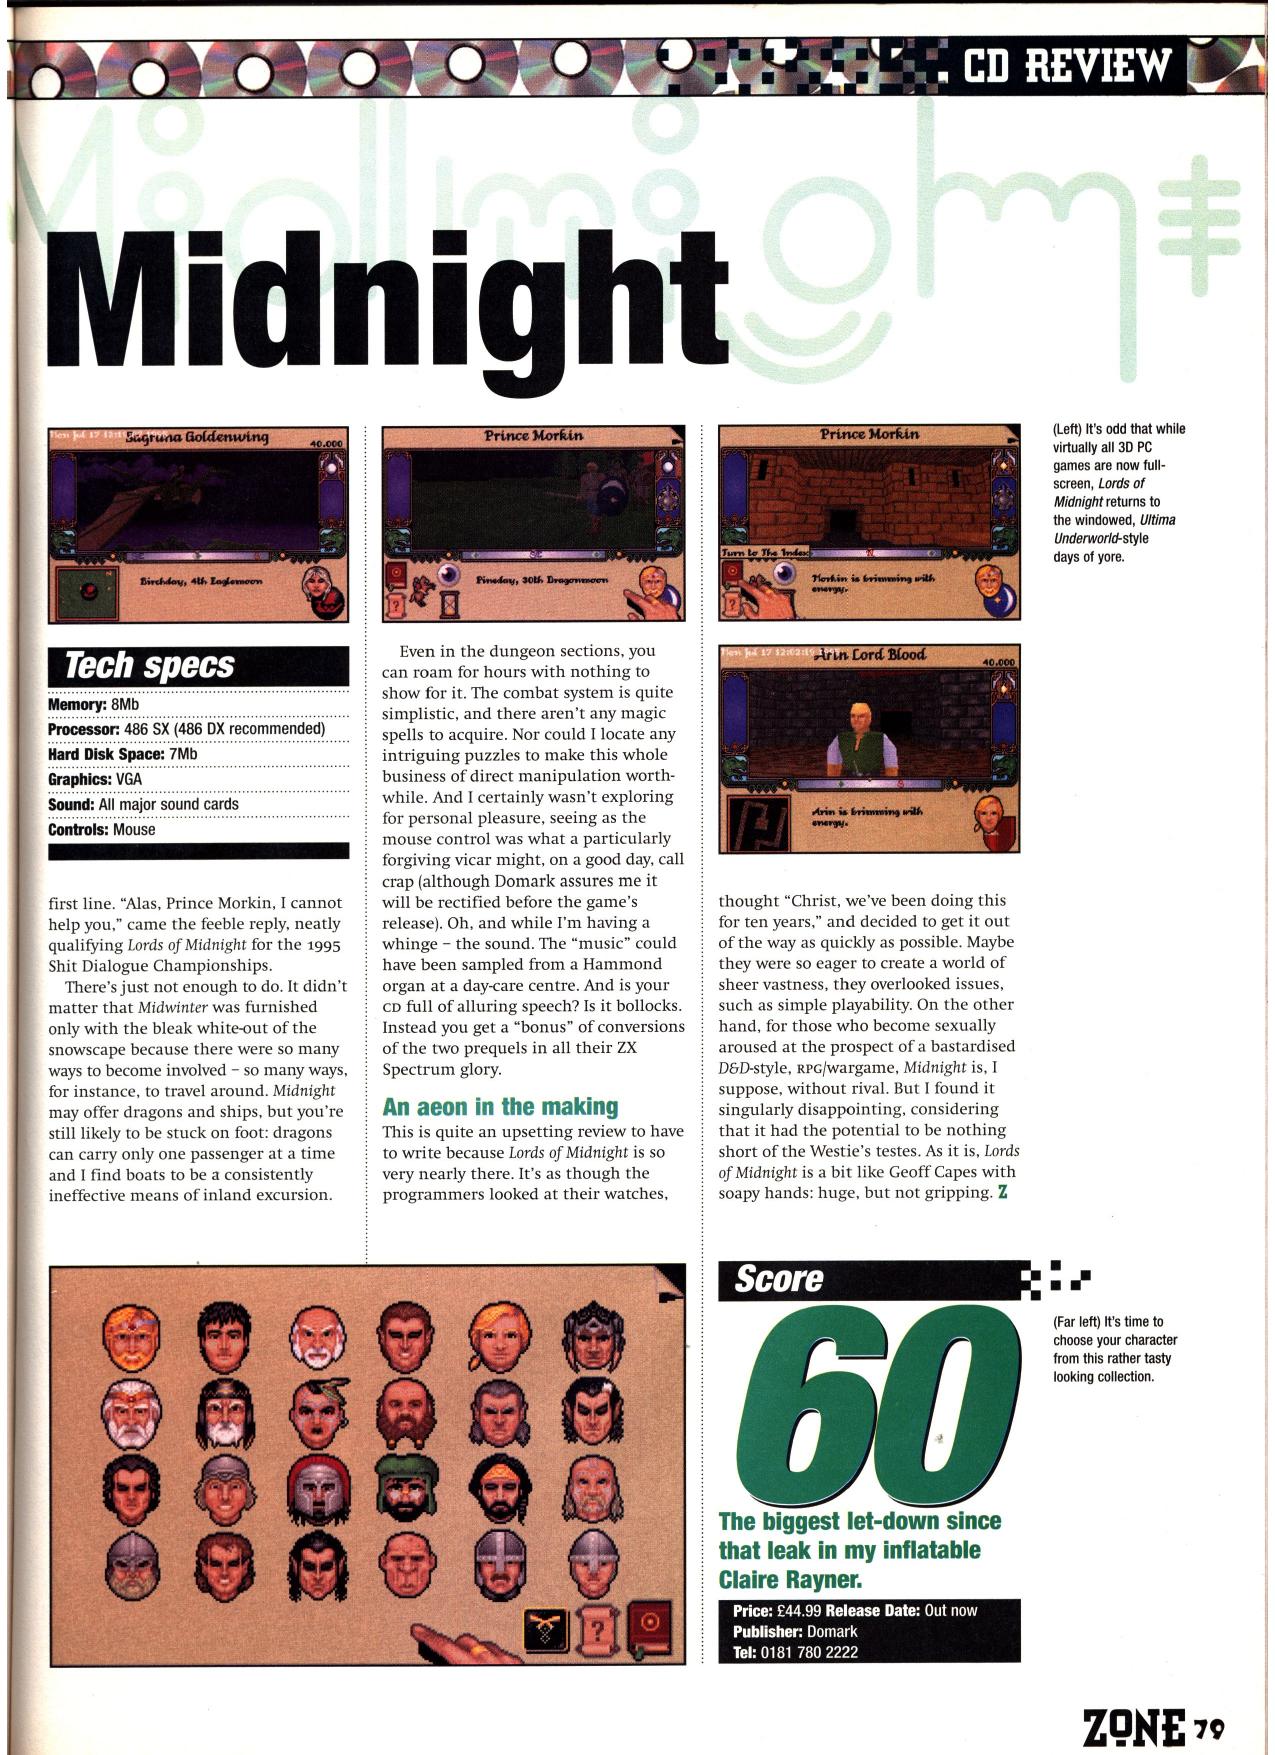 CD REVIEW
Midnight
Midnight
Sagruna Goldenwing
40,000
Birchday, 4th Eaglemoon
Prince Morkin
Pineday, 30th Dragonmoon
Prince Morkin
Turn to The Index
Morkin is brimming with
energy.
Mon Jul 17 12:02:19
Arin Lord Blood
40,000
Arin is brimming with
energy.
(Left) It's odd that while
virtually all 3D PC
games are now full-
screen, Lords of
Midnight returns to
the windowed, Ultima
Underworld-style
days of yore.
Tech specs
Memory: 8Mb
Processor: 486 SX (486 DX recommended)
Hard Disk Space: 7Mb
Graphics: VGA
Sound: All major sound cards
Controls: Mouse
first line. “Alas, Prince Morkin, I cannot
help you,” came the feeble reply, neatly
qualifying Lords of Midnight for the 1995
Shit Dialogue Championships.
There's just not enough to do. It didn't
matter that Midwinter was furnished
only with the bleak white-out of the
snowscape because there were so many
ways to become involved – so many ways,
for instance, to travel around. Midnight
may offer dragons and ships, but you're
still likely to be stuck on foot: dragons
can carry only one passenger at a time
and I find boats to be a consistently
ineffective means of inland excursion.
Even in the dungeon sections, you
can roam for hours with nothing to
show for it. The combat system is quite
simplistic, and there aren't any magic
spells to acquire. Nor could I locate any
intriguing puzzles to make this whole
business of direct manipulation worth-
while. And I certainly wasn't exploring
for personal pleasure, seeing as the
mouse control was what a particularly
forgiving vicar might, on a good day, call
crap (although Domark assures me it
will be rectified before the game's
release). Oh, and while I'm having a
whinge – the sound. The “music” could
have been sampled from a Hammond
organ at a day-care centre. And is your
CD full of alluring speech? Is it bollocks.
Instead you get a “bonus” of conversions
of the two prequels in all their ZX
Spectrum glory.
An aeon in the making
This is quite an upsetting review to have
to write because Lords of Midnight is so
very nearly there. It's as though the
programmers looked at their watches,
thought “Christ, we've been doing this
for ten years,” and decided to get it out
of the way as quickly as possible. Maybe
they were so eager to create a world of
sheer vastness, they overlooked issues,
such as simple playability. On the other
hand, for those who become sexually
aroused at the prospect of a bastardised
D&D-style, RPG/wargame, Midnight is, I
suppose, without rival. But I found it
singularly disappointing, considering
that it had the potential to be nothing
short of the Westie's testes. As it is, Lords
of Midnight is a bit like Geoff Capes with
soapy hands: huge, but not gripping. Z
Score
60
The biggest let-down since
that leak in my inflatable
Claire Rayner.
Price: £44.99 Release Date: Out now
Publisher: Domark
Tel: 0181 780 2222
(Far left) It's time to
choose your character
from this rather tasty
looking collection.
ZONE 79